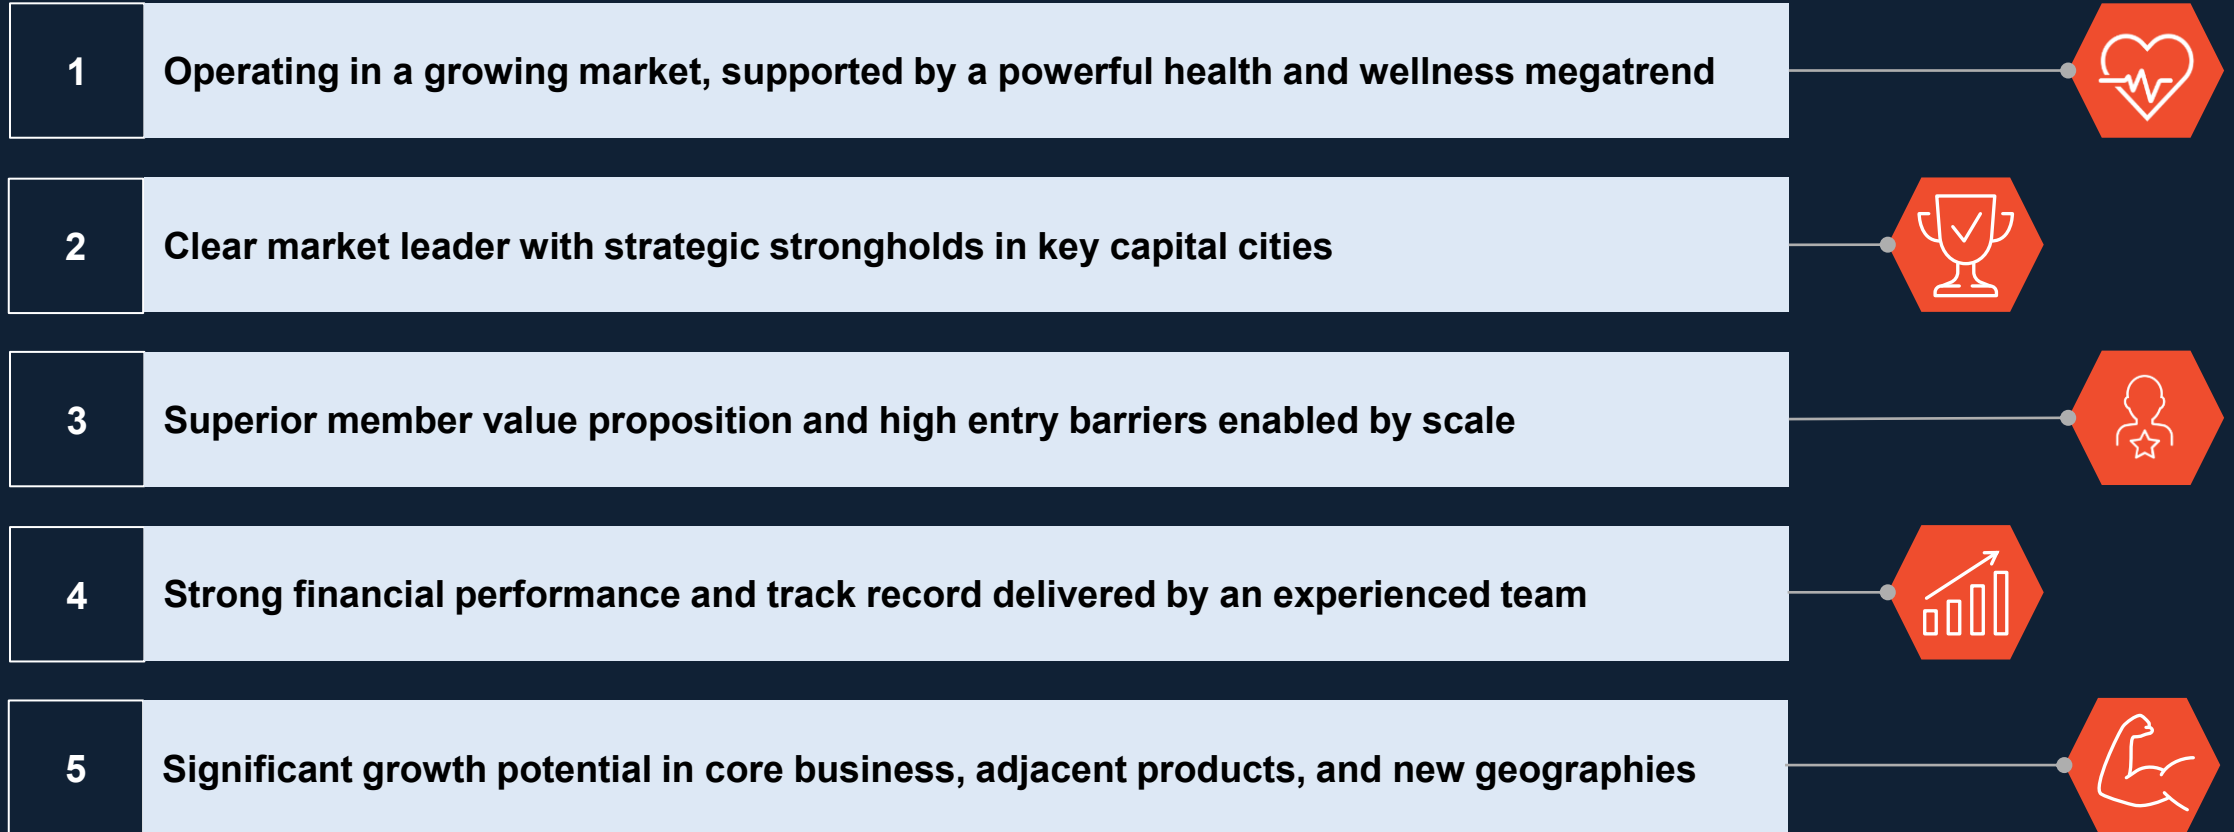 1
Operating in a growing market, supported by a powerful health and wellness megatrend
2
Clear market leader with strategic strongholds in key capital cities
3
Superior member value proposition and high entry barriers enabled by scale
4
Strong financial performance and track record delivered by an experienced team
5
Significant growth potential in core business, adjacent products, and new geographies